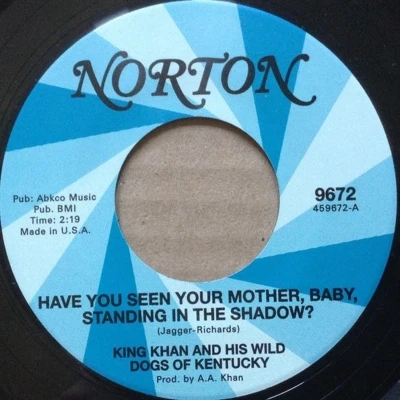 NORTON
Pub: Abkco Music
Pub. BMI
Time: 2:19
Made in U.S.A.
9672
459672-A
HAVE YOU SEEN YOUR MOTHER, BABY,
STANDING IN THE SHADOW?
(Jagger-Richards)
KING KHAN AND HIS WILD
DOGS OF KENTUCKY
Prod. by A.A. Khan